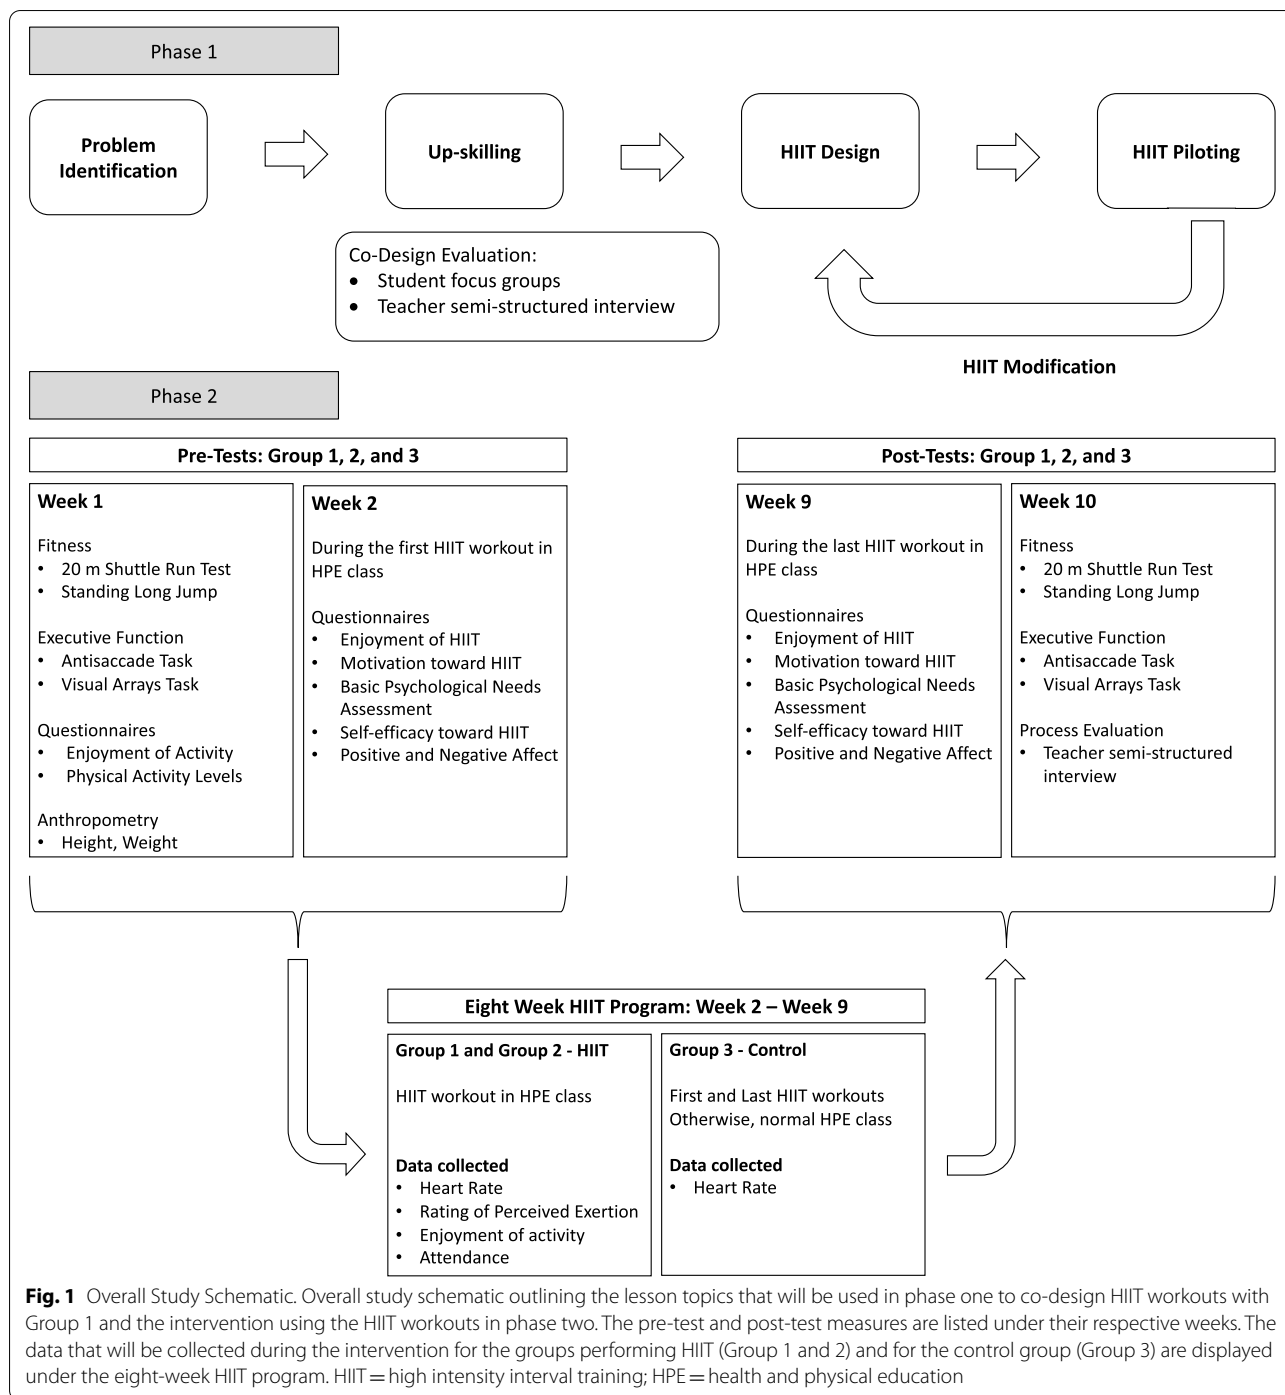 Phase 1
Problem
Identification
Up-skilling
HIIT Design
HIIT Piloting
Co-Design Evaluation:
• Student focus groups
• Teacher semi-structured interview
HIIT Modification
Phase 2
Pre-Tests: Group 1, 2, and 3
Week 1
Fitness
• 20 m Shuttle Run Test
• Standing Long Jump
Executive Function
• Antisaccade Task
• Visual Arrays Task
Questionnaires
• Enjoyment of Activity
• Physical Activity Levels
Anthropometry
• Height, Weight
Week 2
During the first HIIT workout in
HPE class
Questionnaires
• Enjoyment of HIIT
• Motivation toward HIIT
• Basic Psychological Needs
Assessment
• Self-efficacy toward HIIT
• Positive and Negative Affect
Post-Tests: Group 1, 2, and 3
Week 9
During the last HIIT workout in
HPE class
Questionnaires
• Enjoyment of HIIT
• Motivation toward HIIT
• Basic Psychological Needs
Assessment
• Self-efficacy toward HIIT
• Positive and Negative Affect
Week 10
Fitness
• 20 m Shuttle Run Test
• Standing Long Jump
Executive Function
• Antisaccade Task
• Visual Arrays Task
Process Evaluation
• Teacher semi-structured
interview
Eight Week HIIT Program: Week 2 – Week 9
Group 1 and Group 2 - HIIT
HIIT workout in HPE class
Data collected
• Heart Rate
• Rating of Perceived Exertion
• Enjoyment of activity
• Attendance
Group 3 - Control
First and Last HIIT workouts
Otherwise, normal HPE class
Data collected
• Heart Rate
Fig. 1 Overall Study Schematic. Overall study schematic outlining the lesson topics that will be used in phase one to co-design HIIT workouts with
Group 1 and the intervention using the HIIT workouts in phase two. The pre-test and post-test measures are listed under their respective weeks. The
data that will be collected during the intervention for the groups performing HIIT (Group 1 and 2) and for the control group (Group 3) are displayed
under the eight-week HIIT program. HIIT = high intensity interval training; HPE = health and physical education